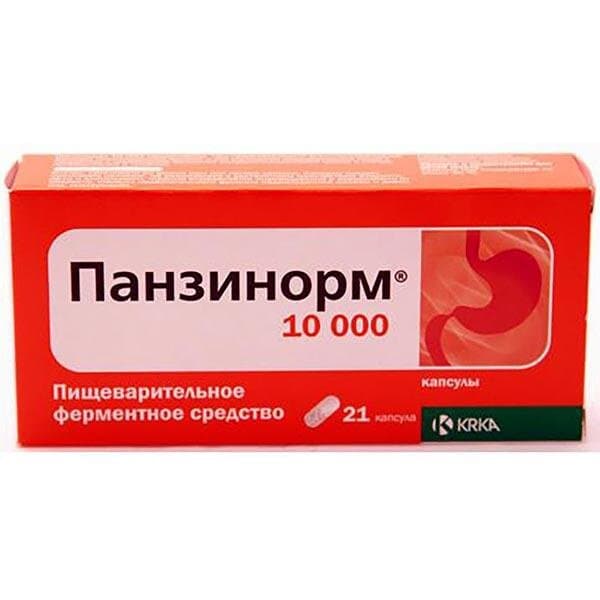 Панзинорм®
10 000
капсулы
Пищеварительное
ферментное средство
21 капсула
KRKA